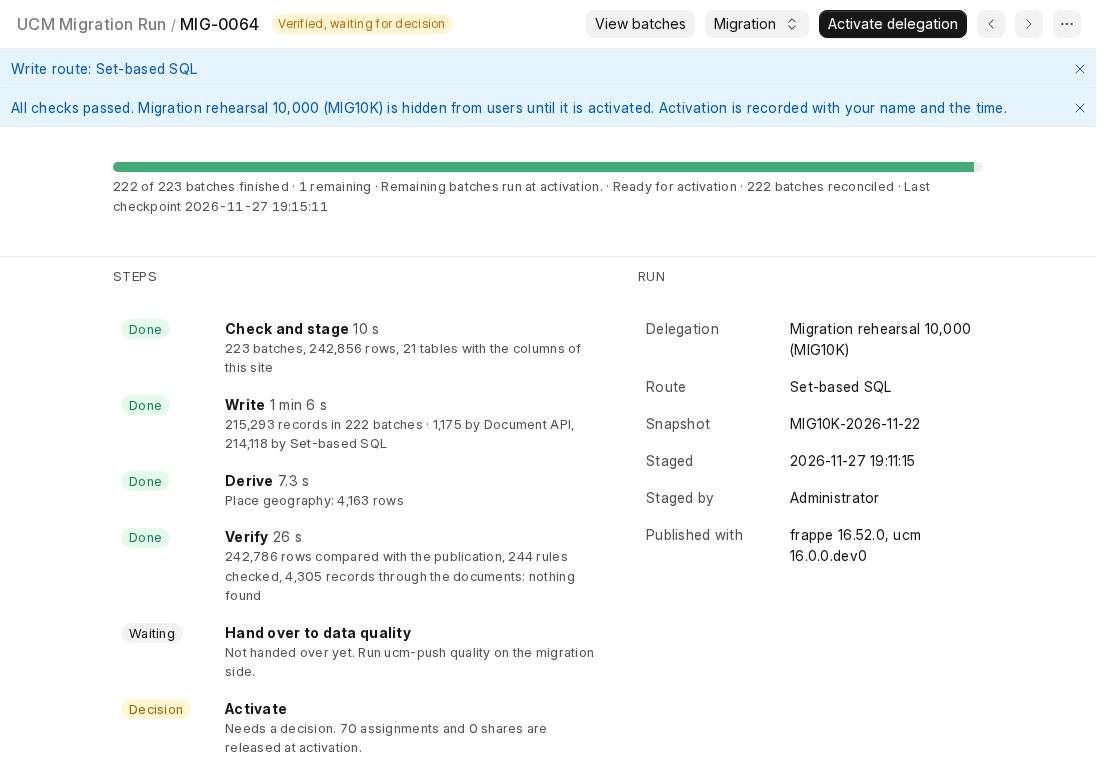 UCM Migration Run / MIG-0064 Verified, waiting for decision View batches Migration Activate delegation
Write route: Set-based SQL
All checks passed. Migration rehearsal 10,000 (MIG10K) is hidden from users until it is activated. Activation is recorded with your name and the time.
222 of 223 batches finished · 1 remaining · Remaining batches run at activation. · Ready for activation · 222 batches reconciled · Last
checkpoint 2026-11-27 19:15:11
STEPS
Done Check and stage 10 s
223 batches, 242,856 rows, 21 tables with the columns of
this site
Done Write 1 min 6 s
215,293 records in 222 batches · 1,175 by Document API,
214,118 by Set-based SQL
Done Derive 7.3 s
Place geography: 4,163 rows
Done Verify 26 s
242,786 rows compared with the publication, 244 rules
checked, 4,305 records through the documents: nothing
found
Waiting Hand over to data quality
Not handed over yet. Run ucm-push quality on the migration
side.
Decision Activate
Needs a decision. 70 assignments and 0 shares are
released at activation.
RUN
Delegation Migration rehearsal 10,000
(MIG10K)
Route Set-based SQL
Snapshot MIG10K-2026-11-22
Staged 2026-11-27 19:11:15
Staged by Administrator
Published with frappe 16.52.0, ucm
16.0.0.dev0